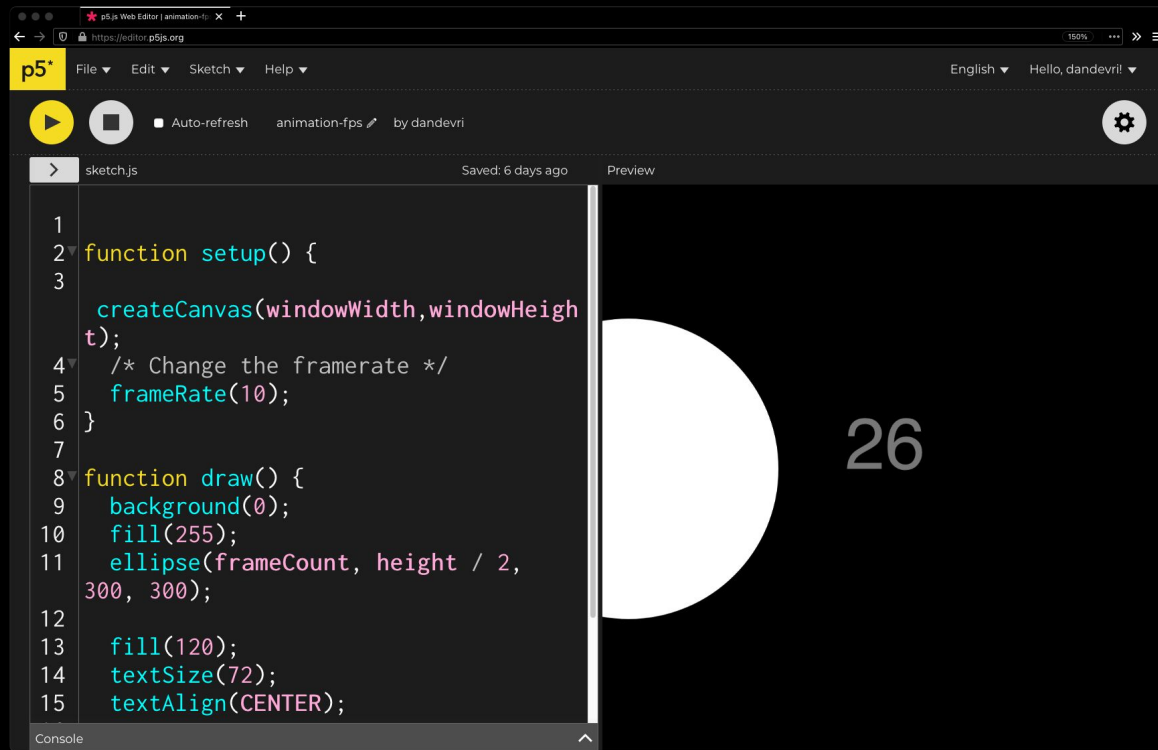 p5.js Web Editor | animation-fp
https://editor.p5js.org
150%
p5*
File
Edit
Sketch
Help
English
Hello, dandevri!
Auto-refresh
animation-fps
by dandevri
sketch.js
Saved: 6 days ago
Preview
1
2 function setup() {
3
createCanvas(windowWidth,windowHeigh
t);
4 /* Change the framerate */
5 frameRate(10);
6 }
7
8 function draw() {
9 background(0);
10 fill(255);
11 ellipse(frameCount, height / 2,
300, 300);
12
13 fill(120);
14 textSize(72);
15 textAlign(CENTER);
26
Console